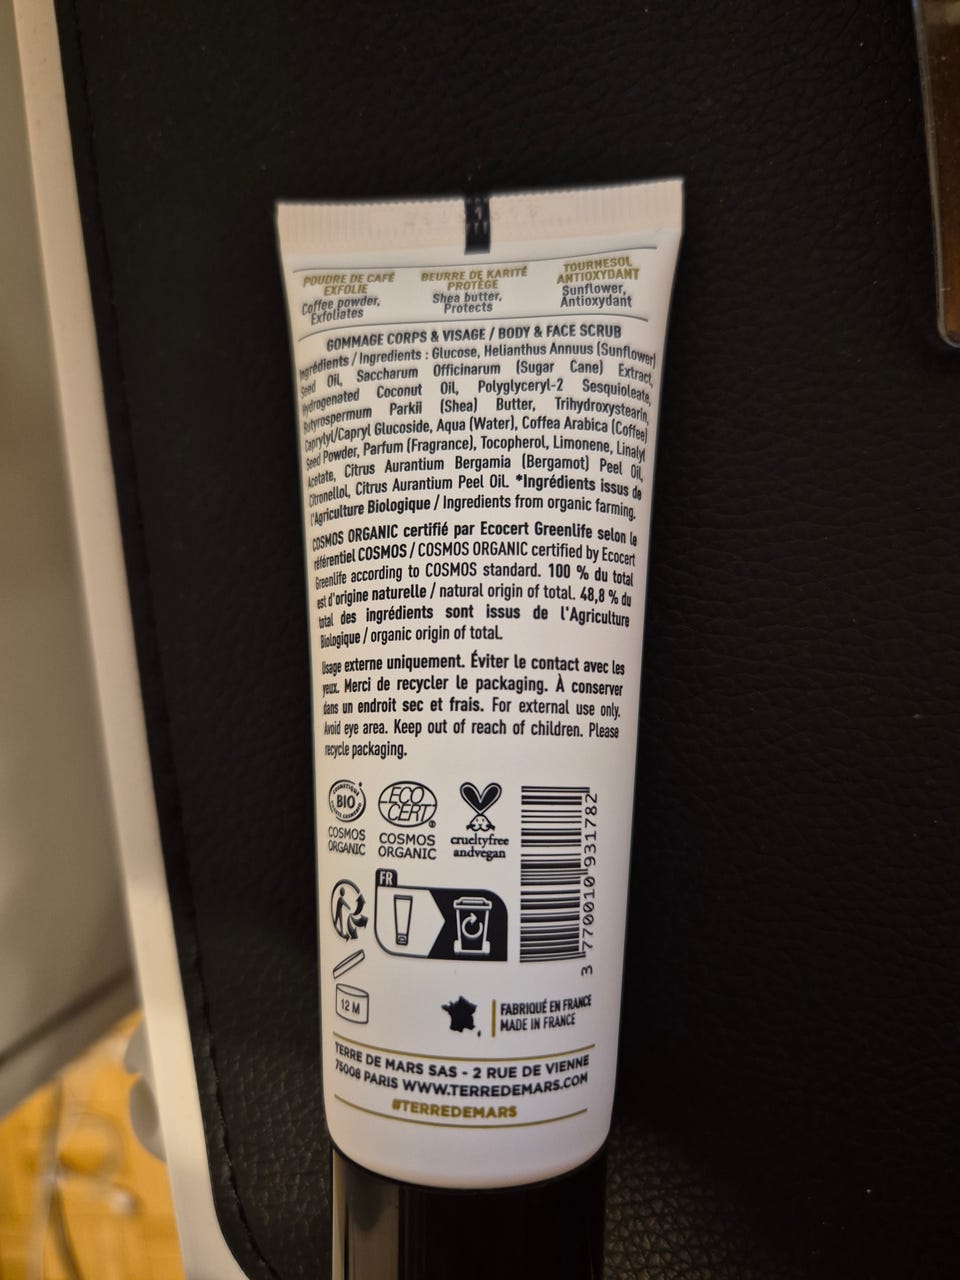 POUDRE DE CAFÉ
EXFOLIE
Coffee powder,
Exfoliates
BEURRE DE KARITÉ
PROTÈGE
Shea butter,
Protects
TOURNESOL
ANTIOXYDANT
Sunflower,
Antioxydant
GOMMAGE CORPS & VISAGE / BODY & FACE SCRUB
Ingrédients / Ingredients : Glucose, Helianthus Annuus (Sunflower)
Seed Oil, Saccharum Officinarum (Sugar Cane) Extract,
Hydrogenated Coconut Oil, Polyglyceryl-2 Sesquioleate,
Butyrospermum Parkii (Shea) Butter, Trihydroxystearin,
Caprylyl/Capryl Glucoside, Aqua (Water), Coffea Arabica (Coffee)
Seed Powder, Parfum (Fragrance), Tocopherol, Limonene, Linalyl
Acetate, Citrus Aurantium Bergamia (Bergamot) Peel Oil,
Citronellol, Citrus Aurantium Peel Oil. *Ingrédients issus de
l'Agriculture Biologique / Ingredients from organic farming.
COSMOS ORGANIC certifié par Ecocert Greenlife selon le
référentiel COSMOS / COSMOS ORGANIC certified by Ecocert
Greenlife according to COSMOS standard. 100 % du total
est d'origine naturelle / natural origin of total. 48,8 % du
total des ingrédients sont issus de l'Agriculture
Biologique / organic origin of total.
Usage externe uniquement. Éviter le contact avec les
yeux. Merci de recycler le packaging. À conserver
dans un endroit sec et frais. For external use only.
Avoid eye area. Keep out of reach of children. Please
recycle packaging.
COSMETIQUE
BIO
COSMOS
ORGANIC
ECO
CERT
COSMOS
ORGANIC
crueltyfree
andvegan
3 770010 931782
FR
12 M
FABRIQUÉ EN FRANCE
MADE IN FRANCE
TERRE DE MARS SAS - 2 RUE DE VIENNE
75008 PARIS WWW.TERREDEMARS.COM
#TERREDEMARS